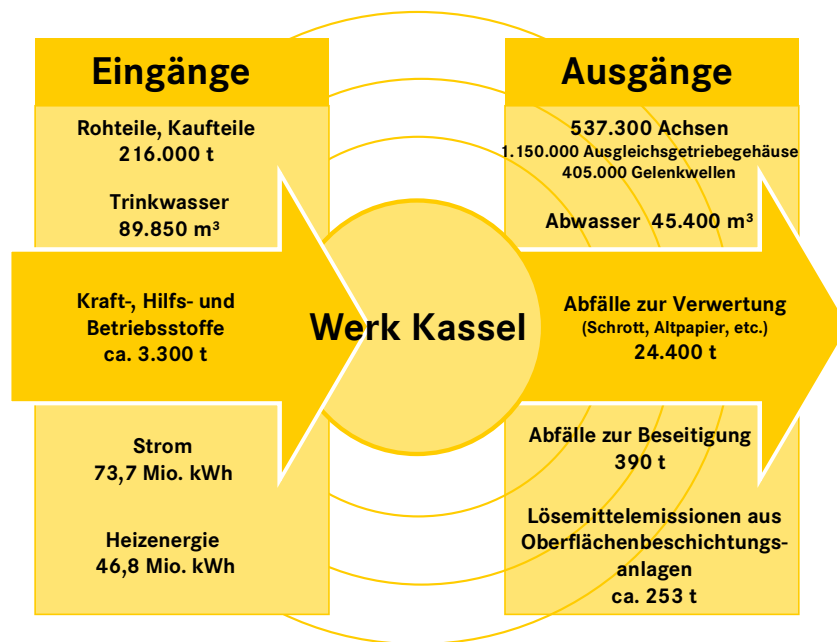 Eingänge
Rohteile, Kaufteile
216.000 t
Trinkwasser
89.850 m³
Kraft-, Hilfs- und
Betriebsstoffe
ca. 3.300 t
Strom
73,7 Mio. kWh
Heizenergie
46,8 Mio. kWh
Werk Kassel
Ausgänge
537.300 Achsen
1.150.000 Ausgleichsgetriebegehäuse
405.000 Gelenkwellen
Abwasser 45.400 m³
Abfälle zur Verwertung
(Schrott, Altpapier, etc.)
24.400 t
Abfälle zur Beseitigung
390 t
Lösemittelemissionen aus
Oberflächenbeschichtungs-
anlagen
ca. 253 t